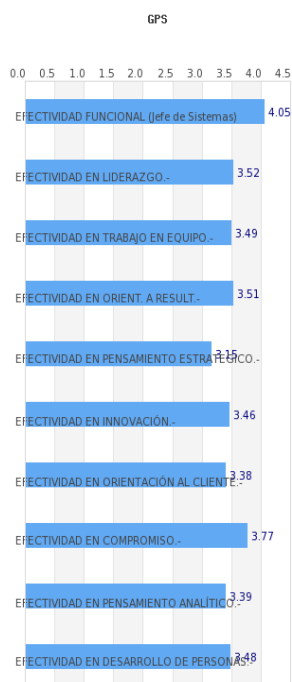 GPS
0.0 0.5 1.0 1.5 2.0 2.5 3.0 3.5 4.0 4.5
EFECTIVIDAD FUNCIONAL (Jefe de Sistemas) 4.05
EFECTIVIDAD EN LIDERAZGO.- 3.52
EFECTIVIDAD EN TRABAJO EN EQUIPO.- 3.49
EFECTIVIDAD EN ORIENT. A RESULT.- 3.51
EFECTIVIDAD EN PENSAMIENTO ESTRATÉGICO.- 3.15
EFECTIVIDAD EN INNOVACIÓN.- 3.46
EFECTIVIDAD EN ORIENTACIÓN AL CLIENTE.- 3.38
EFECTIVIDAD EN COMPROMISO.- 3.77
EFECTIVIDAD EN PENSAMIENTO ANALÍTICO.- 3.39
EFECTIVIDAD EN DESARROLLO DE PERSONAS.- 3.48